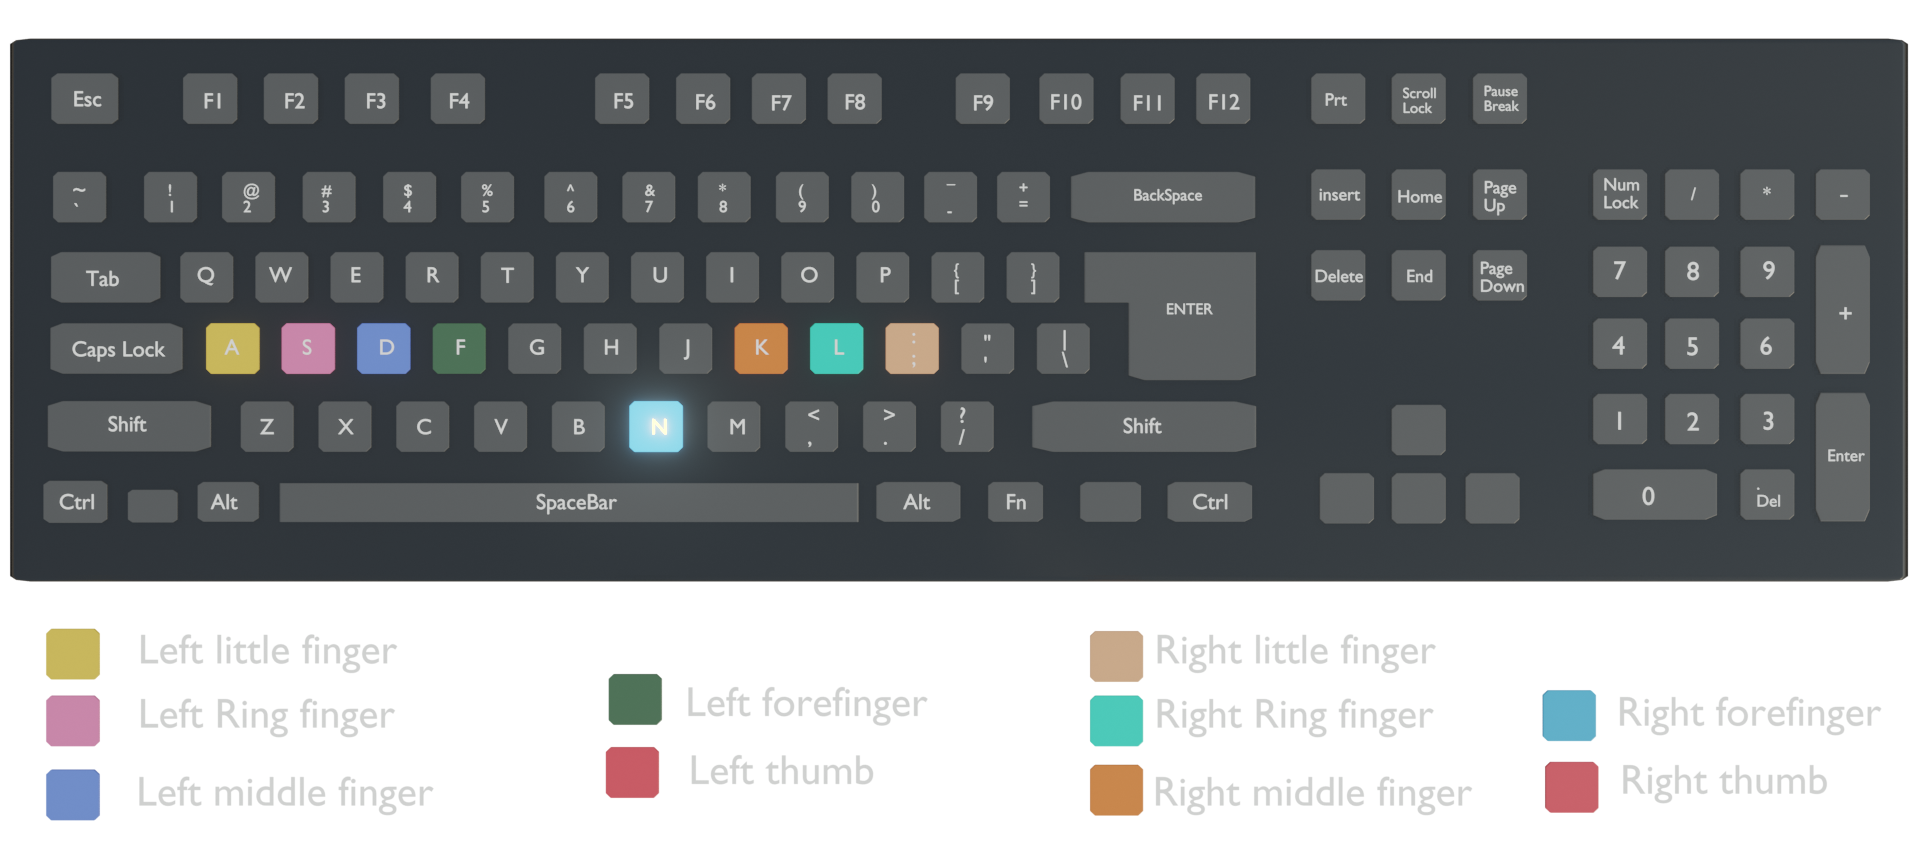 Esc F1 F2 F3 F4 F5 F6 F7 F8 F9 F10 F11 F12 Prt Scroll Lock Pause Break
~ ` ! 1 @ 2 # 3 $ 4 % 5 ^ 6 & 7 * 8 ( 9 ) 0 _ - + = BackSpace insert Home Page Up Num Lock / * -
Tab Q W E R T Y U I O P { [ } ] ENTER Delete End Page Down 7 8 9 +
Caps Lock A S D F G H J K L : ; " ' | \ 4 5 6
Shift Z X C V B N M < , > . ? / Shift 1 2 3 Enter
Ctrl Alt SpaceBar Alt Fn Ctrl 0 . Del
Left little finger
Left Ring finger
Left middle finger
Left forefinger
Left thumb
Right little finger
Right Ring finger
Right middle finger
Right forefinger
Right thumb